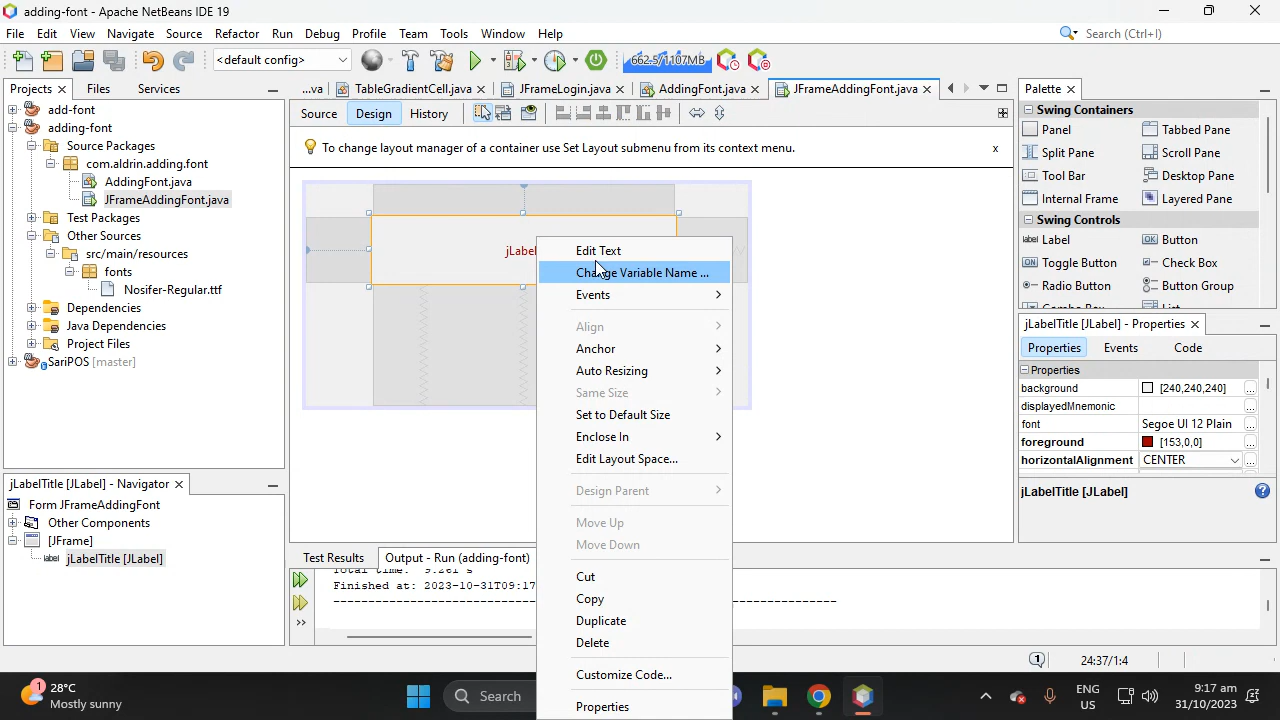 adding-font - Apache NetBeans IDE 19
File Edit View Navigate Source Refactor Run Debug Profile Team Tools Window Help
Search (Ctrl+I)
<default config>
662.5/1107MB
Projects Files Services
...va TableGradientCell.java JFrameLogin.java AddingFont.java JFrameAddingFont.java
Palette
Source Design History
To change layout manager of a container use Set Layout submenu from its context menu.
x
add-font
adding-font
Source Packages
com.aldrin.adding.font
AddingFont.java
JFrameAddingFont.java
Test Packages
Other Sources
src/main/resources
fonts
Nosifer-Regular.ttf
Dependencies
Java Dependencies
Project Files
SariPOS [master]
jLabel
Edit Text
Change Variable Name ...
Events
Align
Anchor
Auto Resizing
Same Size
Set to Default Size
Enclose In
Edit Layout Space...
Design Parent
Move Up
Move Down
Cut
Copy
Duplicate
Delete
Customize Code...
Properties
Swing Containers
Panel Tabbed Pane
Split Pane Scroll Pane
Tool Bar Desktop Pane
Internal Frame Layered Pane
Swing Controls
Label Button
Toggle Button Check Box
Radio Button Button Group
Combo Box List
jLabelTitle [JLabel] - Properties
Properties Events Code
Properties
background [240,240,240] ...
displayedMnemonic ...
font Segoe UI 12 Plain ...
foreground [153,0,0] ...
horizontalAlignment CENTER ...
jLabelTitle [JLabel]
jLabelTitle [JLabel] - Navigator
Form JFrameAddingFont
Other Components
[JFrame]
label jLabelTitle [JLabel]
Test Results Output - Run (adding-font)
Total time: 9.261 s
Finished at: 2023-10-31T09:17
------------------------------------------------------------------------
1
24:37/1:4
28°C
Mostly sunny
1
Search
ENG
US
9:17 am
31/10/2023